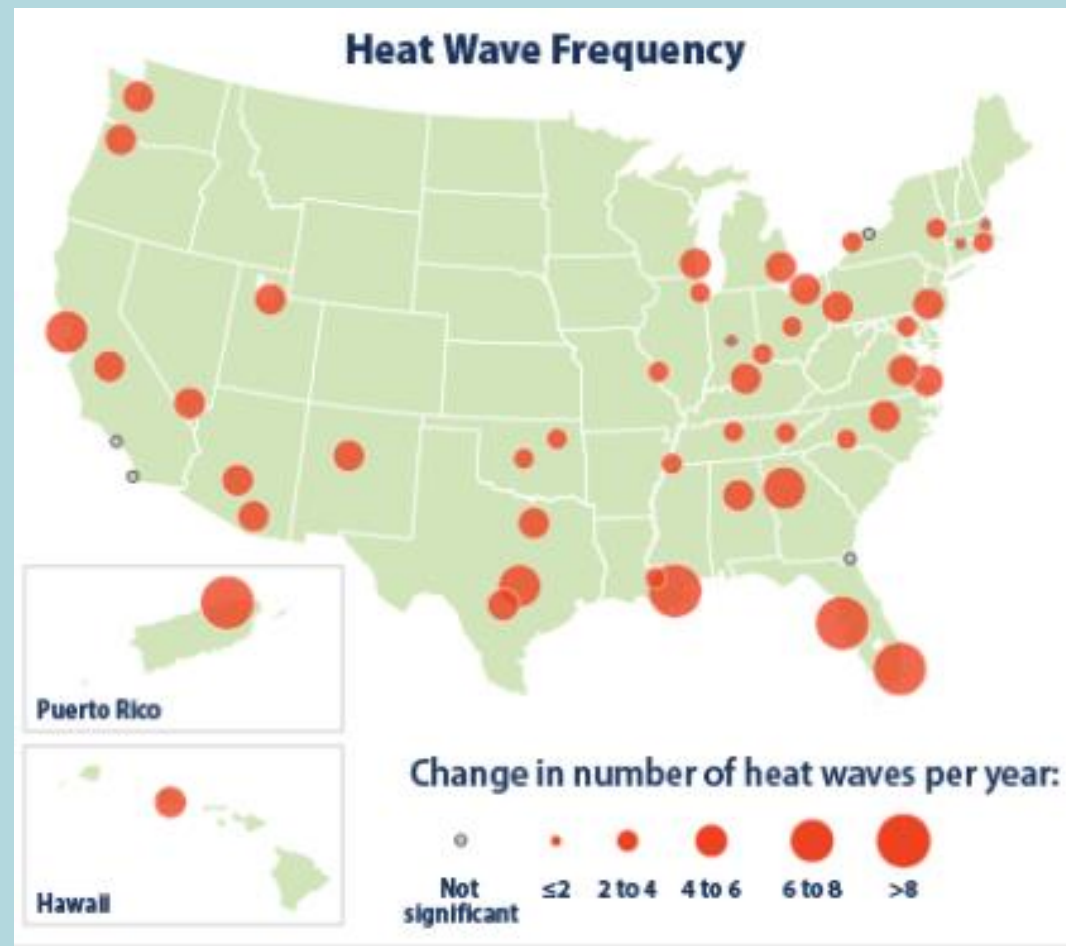 Heat Wave Frequency
Puerto Rico
Hawaii
Change in number of heat waves per year:
Not significant
≤2
2 to 4
4 to 6
6 to 8
>8